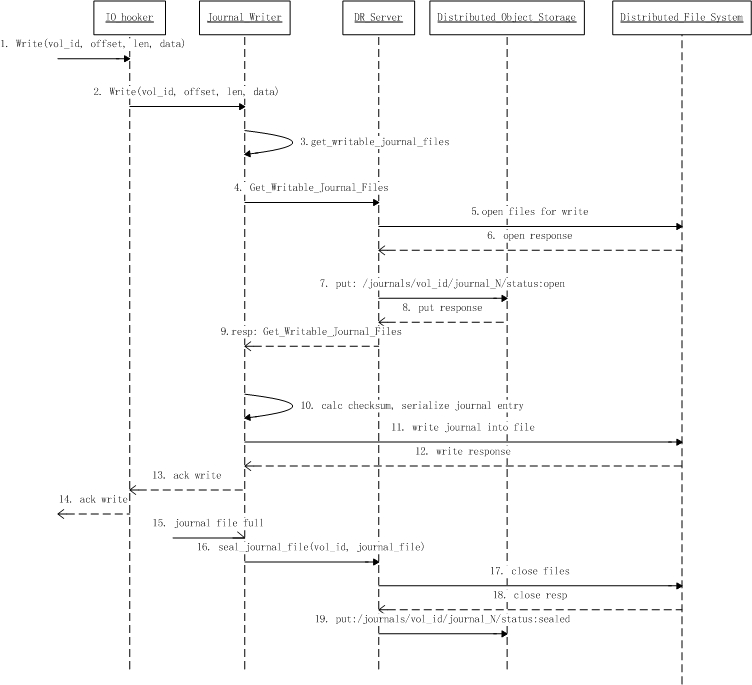 IO hooker
Journal Writer
DR Server
Distributed Object Storage
Distributed File System
1. Write(vol_id, offset, len, data)
2. Write(vol_id, offset, len, data)
3.get_writable_journal_files
4. Get_Writable_Journal_Files
5.open files for write
6. open response
7. put: /journals/vol_id/journal_N/status:open
8. put response
9.resp: Get_Writable_Journal_Files
10. calc checksum, serialize journal entry
11. write journal into file
12. write response
13. ack write
14. ack write
15. journal file full
16. seal_journal_file(vol_id, journal_file)
17. close files
18. close resp
19. put:/journals/vol_id/journal_N/status:sealed